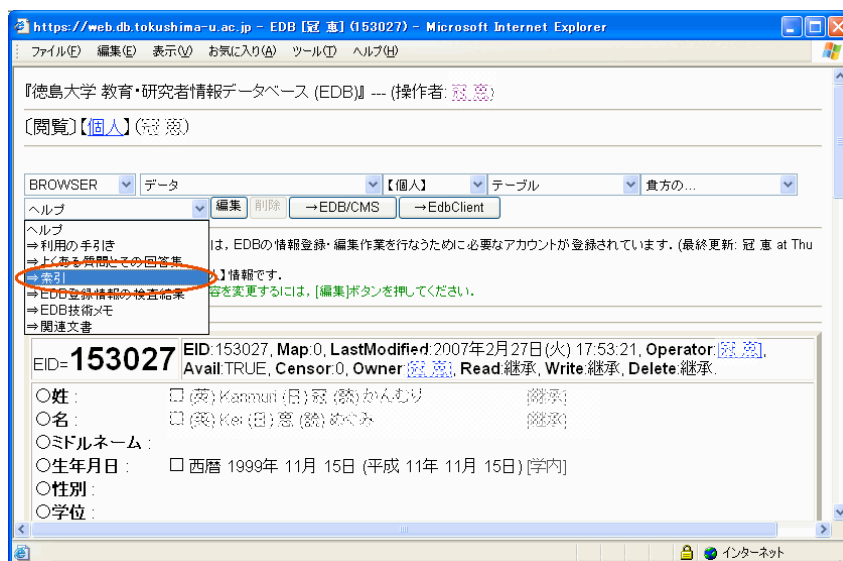 https://web.db.tokushima-u.ac.jp - EDB [冠 恵] (153027) - Microsoft Internet Explorer
ファイル(F) 編集(E) 表示(V) お気に入り(A) ツール(T) ヘルプ(H)
『徳島大学 教育・研究者情報データベース (EDB)』 --- (操作者: 冠 恵)
〔閲覧〕【個人】(冠 恵)
BROWSER データ 【個人】 テーブル 貴方の...
ヘルプ 編集 削除 →EDB/CMS →EdbClient
ヘルプ
⇒利用の手引き
は, EDBの情報登録・編集作業を行なうために必要なアカウントが登録されています. (最終更新: 冠 恵 at Thu
⇒よくある質問とその回答集
⇒索引
】情報です.
⇒EDB登録情報の検査結果
容を変更するには, [編集]ボタンを押してください.
⇒EDB技術メモ
⇒関連文書
EID=153027
EID:153027, Map:0, LastModified:2007年2月27日(火) 17:53:21, Operator:[冠 恵],
Avail:TRUE, Censor:0, Owner:[冠 恵], Read:継承, Write:継承, Delete:継承.
○姓 : □ (英) Kanmuri (日) 冠 (読) かんむり [継承]
○名 : □ (英) Kei (日) 恵 (読) めぐみ [継承]
○ミドルネーム :
○生年月日 : □ 西暦 1999年 11月 15日 (平成 11年 11月 15日) [学内]
○性別 :
○学位 :
インターネット